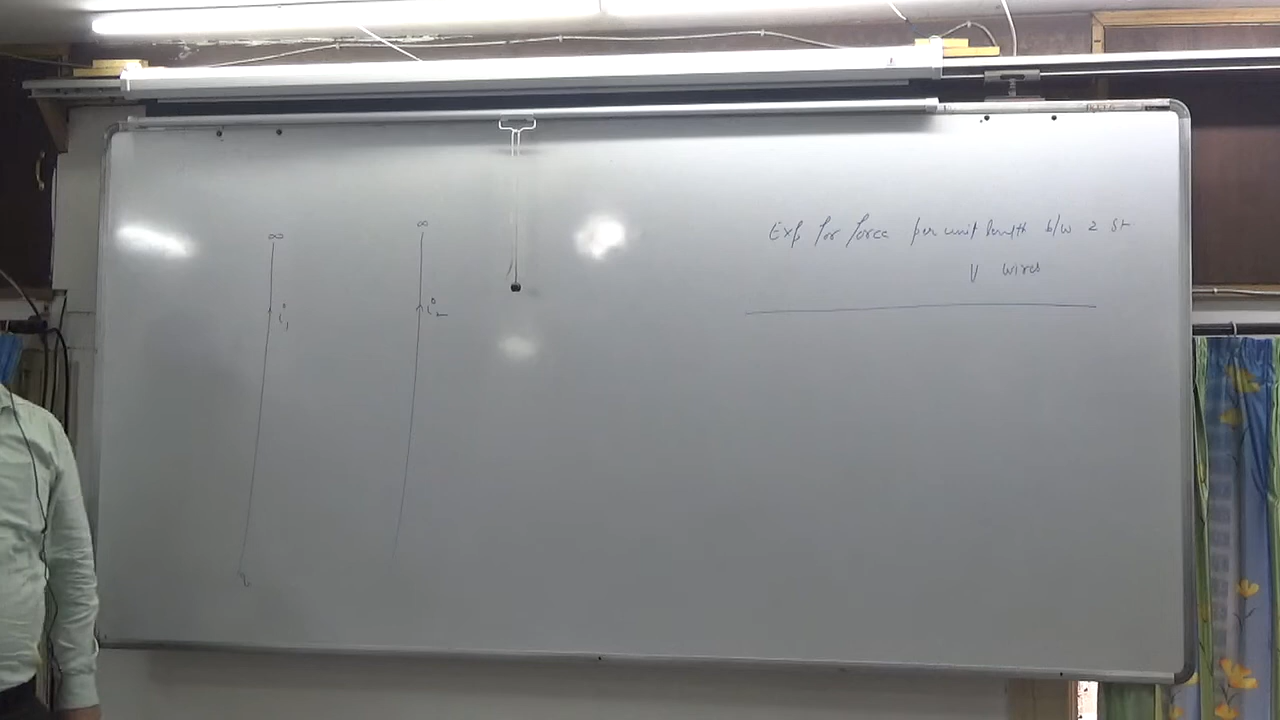 ∞
∞
i₁
i₂
Exp for force per unit length b/w 2 st
|| wires